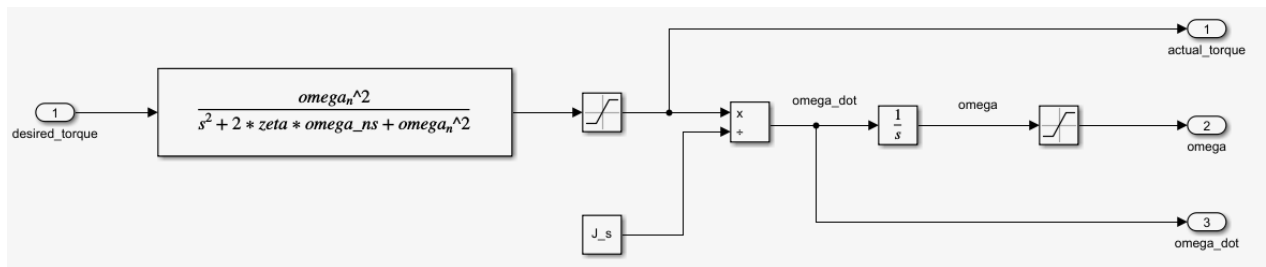 1
actual_torque
omega_n^2
s^2 + 2 * zeta * omega_ns + omega_n^2
1
desired_torque
x
÷
omega_dot
1
s
omega
2
omega
J_s
3
omega_dot